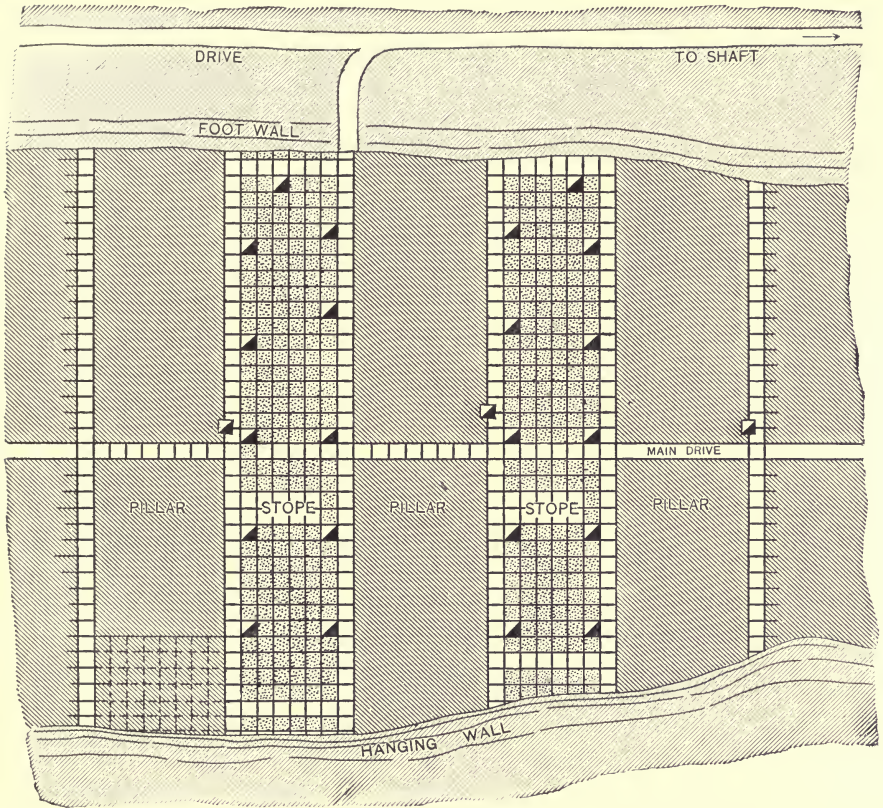 DRIVE
TO SHAFT
FOOT WALL
MAIN DRIVE
PILLAR
STOPE
PILLAR
STOPE
PILLAR
HANGING WALL